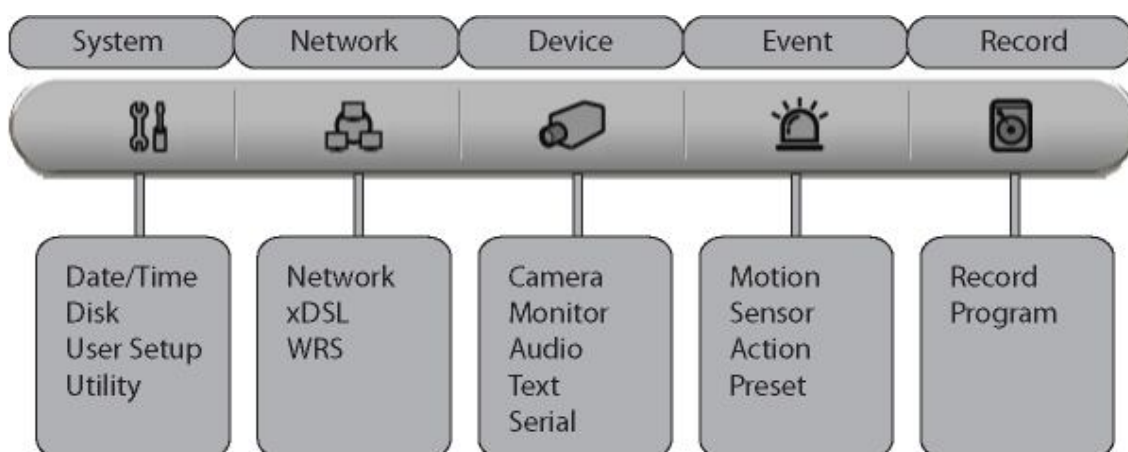 System
Network
Device
Event
Record
Date/Time
Disk
User Setup
Utility
Network
xDSL
WRS
Camera
Monitor
Audio
Text
Serial
Motion
Sensor
Action
Preset
Record
Program